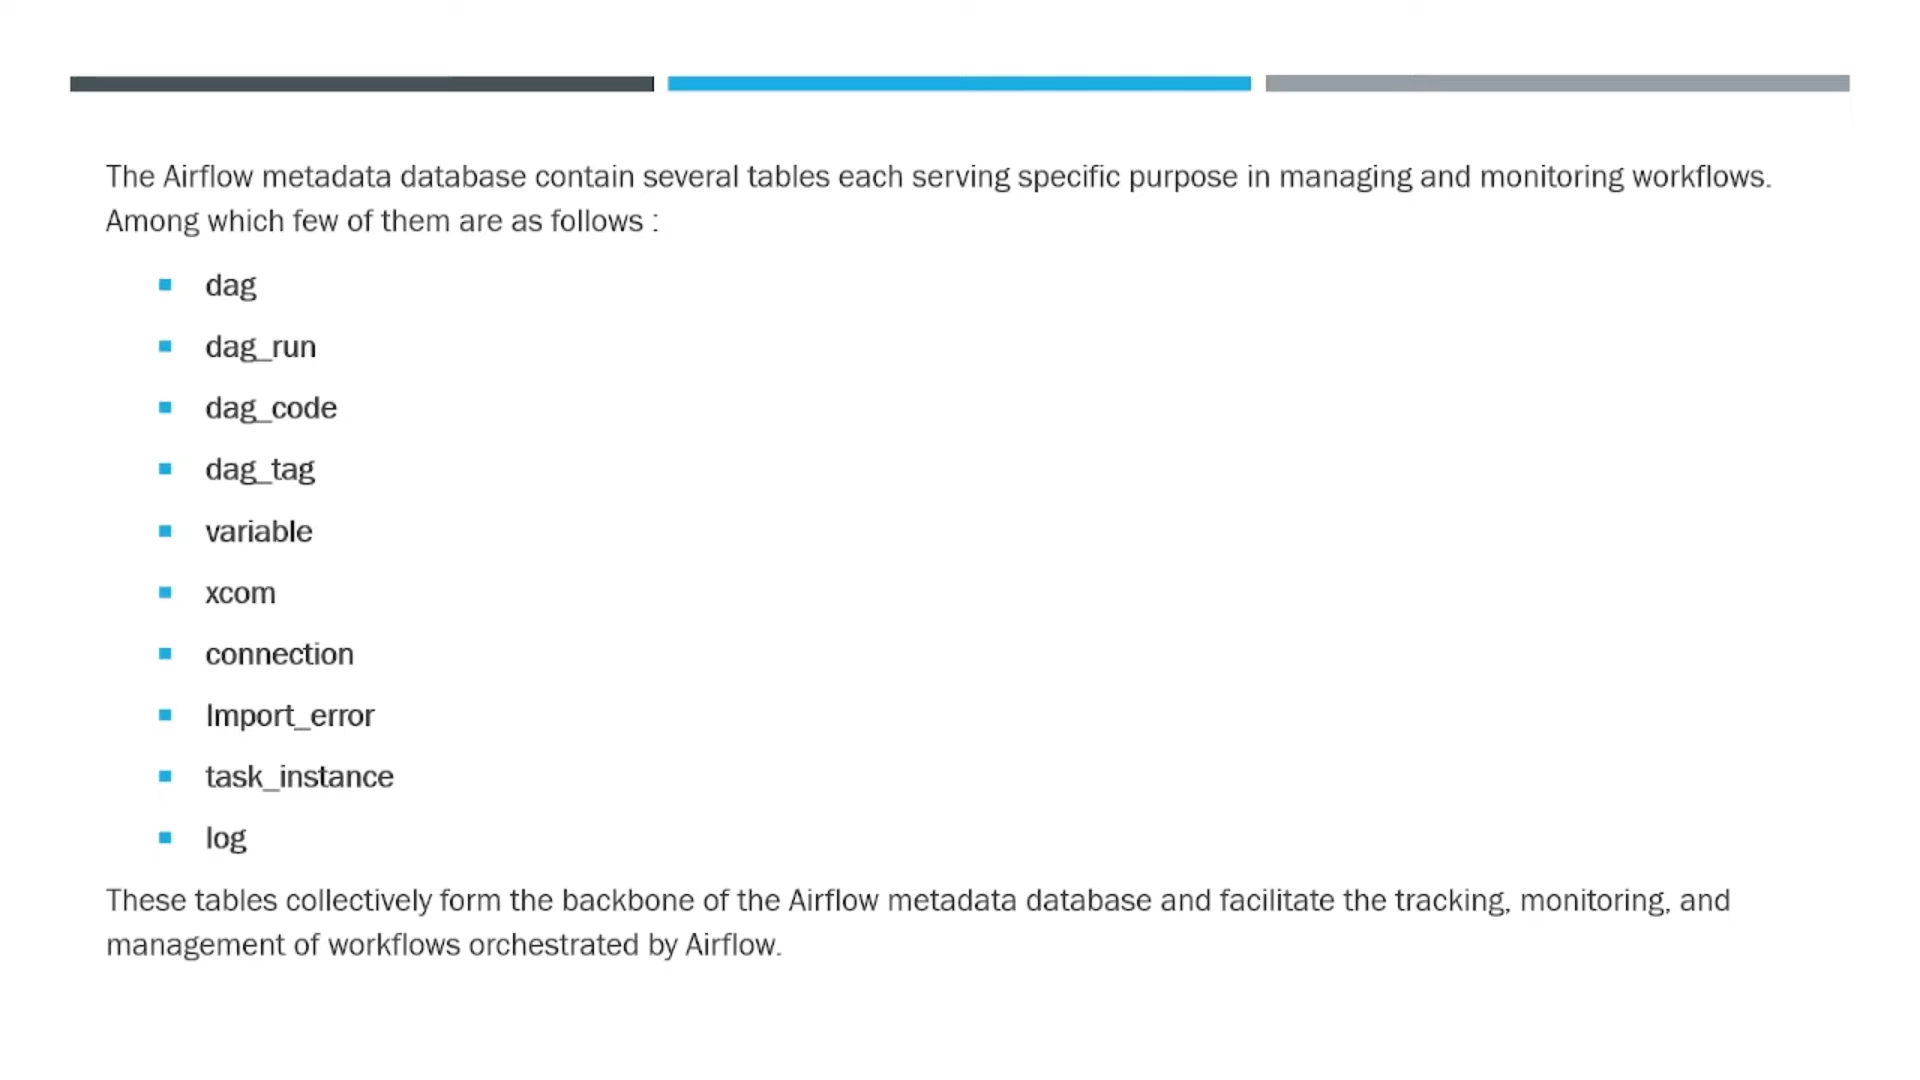 The Airflow metadata database contain several tables each serving specific purpose in managing and monitoring workflows.
Among which few of them are as follows :
dag
dag_run
dag_code
dag_tag
variable
xcom
connection
Import_error
task_instance
log
These tables collectively form the backbone of the Airflow metadata database and facilitate the tracking, monitoring, and
management of workflows orchestrated by Airflow.